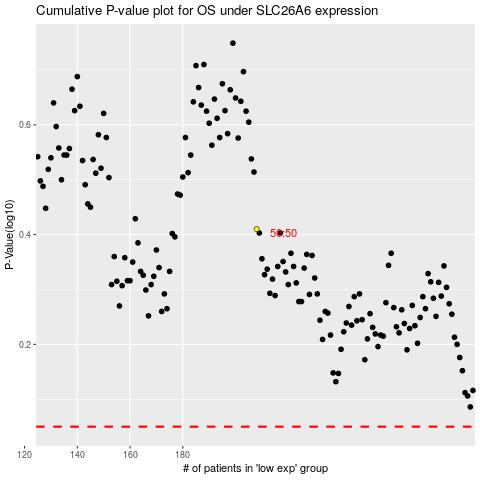 Cumulative P-value plot for OS under SLC26A6 expression
P-Value(log10)
0.6
0.4
0.2
50:50
120 140 160 180
# of patients in 'low exp' group